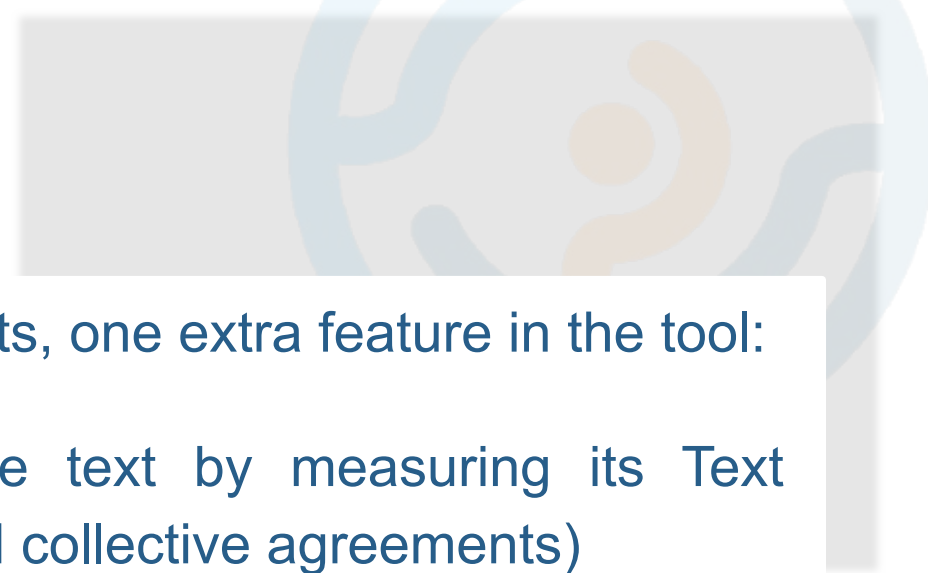 ts, one extra feature in the tool:
e text by measuring its Text
collective agreements)